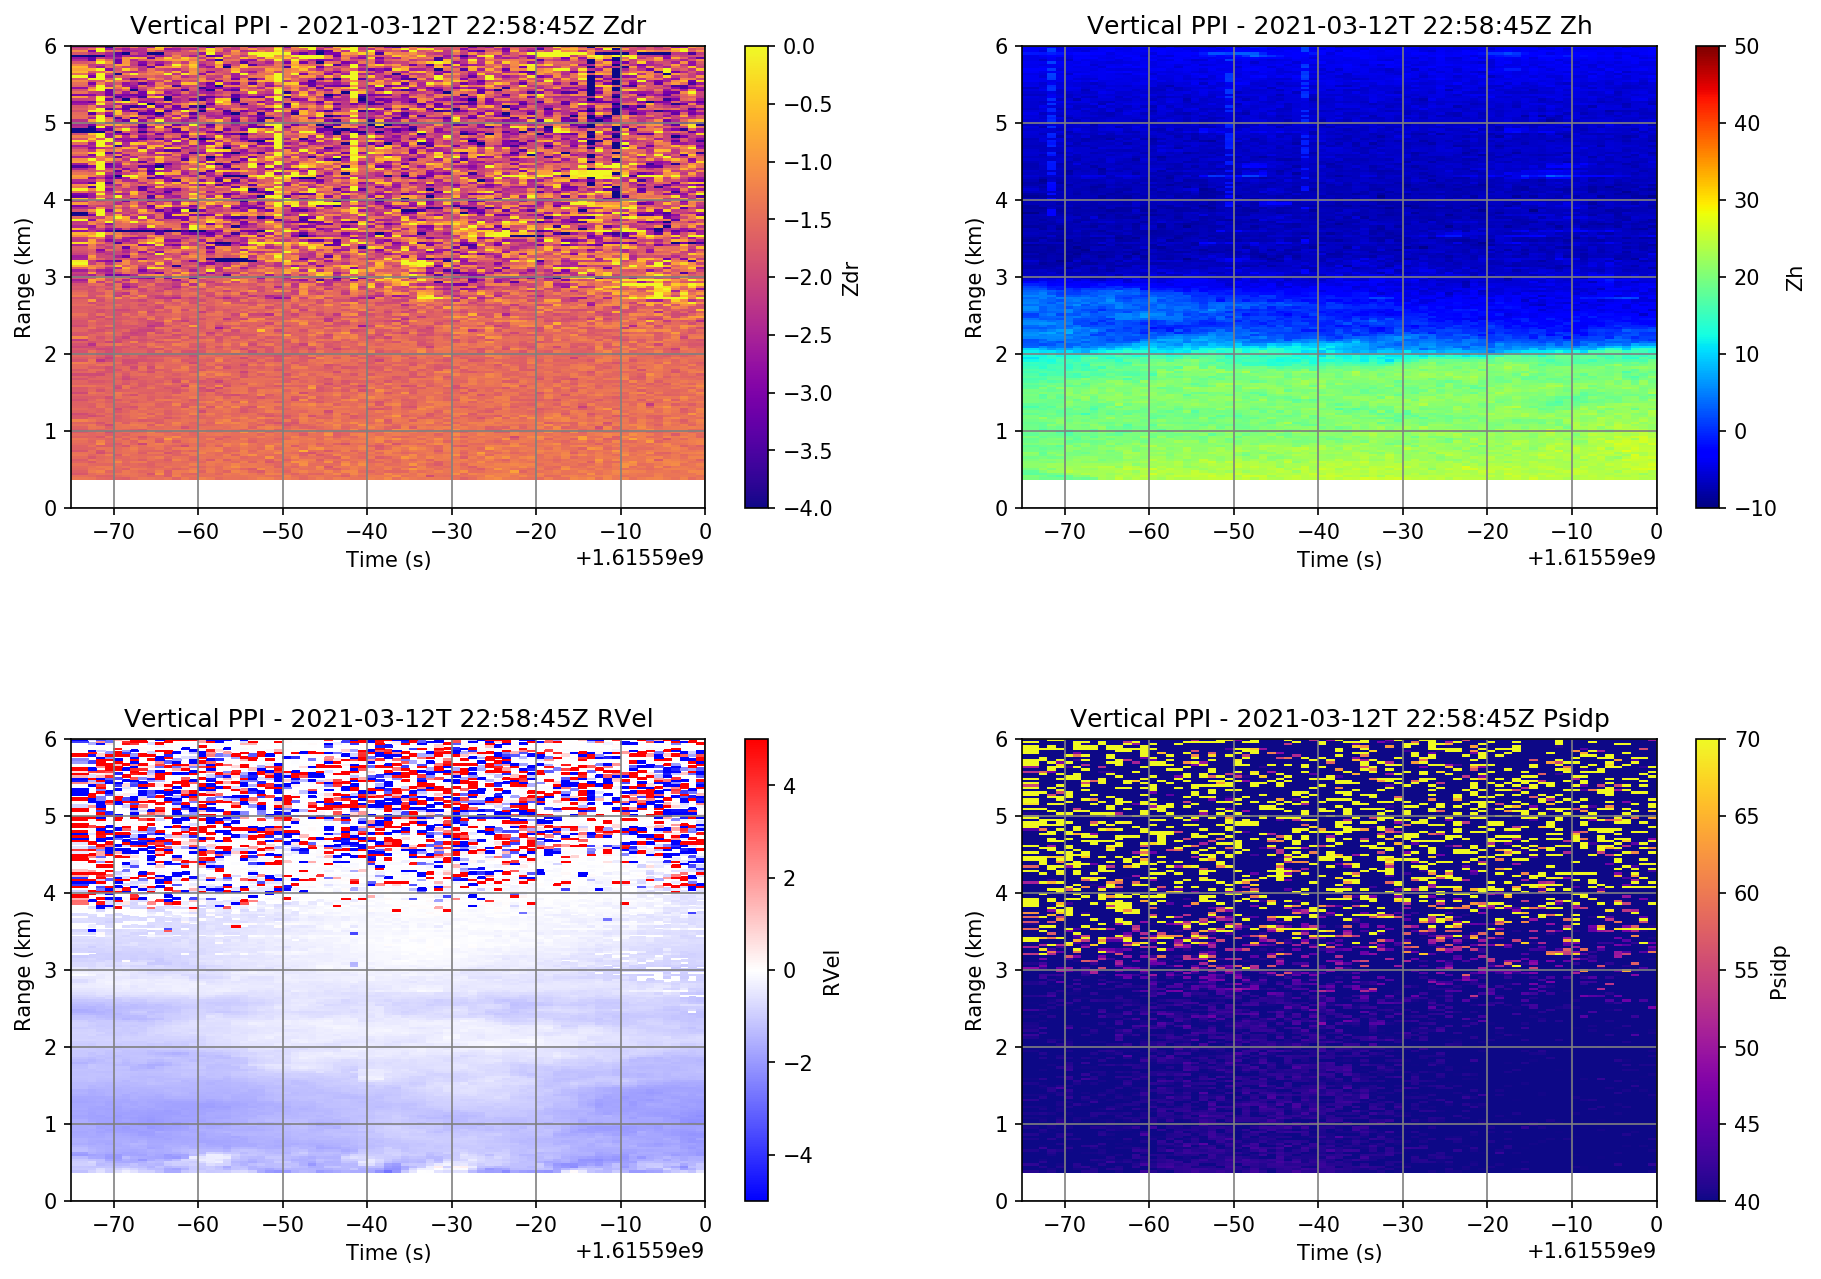 Vertical PPI - 2021-03-12T 22:58:45Z Zdr
6
5
4
3
2
1
0
Range (km)
−70 −60 −50 −40 −30 −20 −10 0
Time (s)
+1.61559e9
0.0
−0.5
−1.0
−1.5
−2.0
−2.5
−3.0
−3.5
−4.0
Zdr
Vertical PPI - 2021-03-12T 22:58:45Z Zh
6
5
4
3
2
1
0
Range (km)
−70 −60 −50 −40 −30 −20 −10 0
Time (s)
+1.61559e9
50
40
30
20
10
0
−10
Zh
Vertical PPI - 2021-03-12T 22:58:45Z RVel
6
5
4
3
2
1
0
Range (km)
−70 −60 −50 −40 −30 −20 −10 0
Time (s)
+1.61559e9
4
2
0
−2
−4
RVel
Vertical PPI - 2021-03-12T 22:58:45Z Psidp
6
5
4
3
2
1
0
Range (km)
−70 −60 −50 −40 −30 −20 −10 0
Time (s)
+1.61559e9
70
65
60
55
50
45
40
Psidp